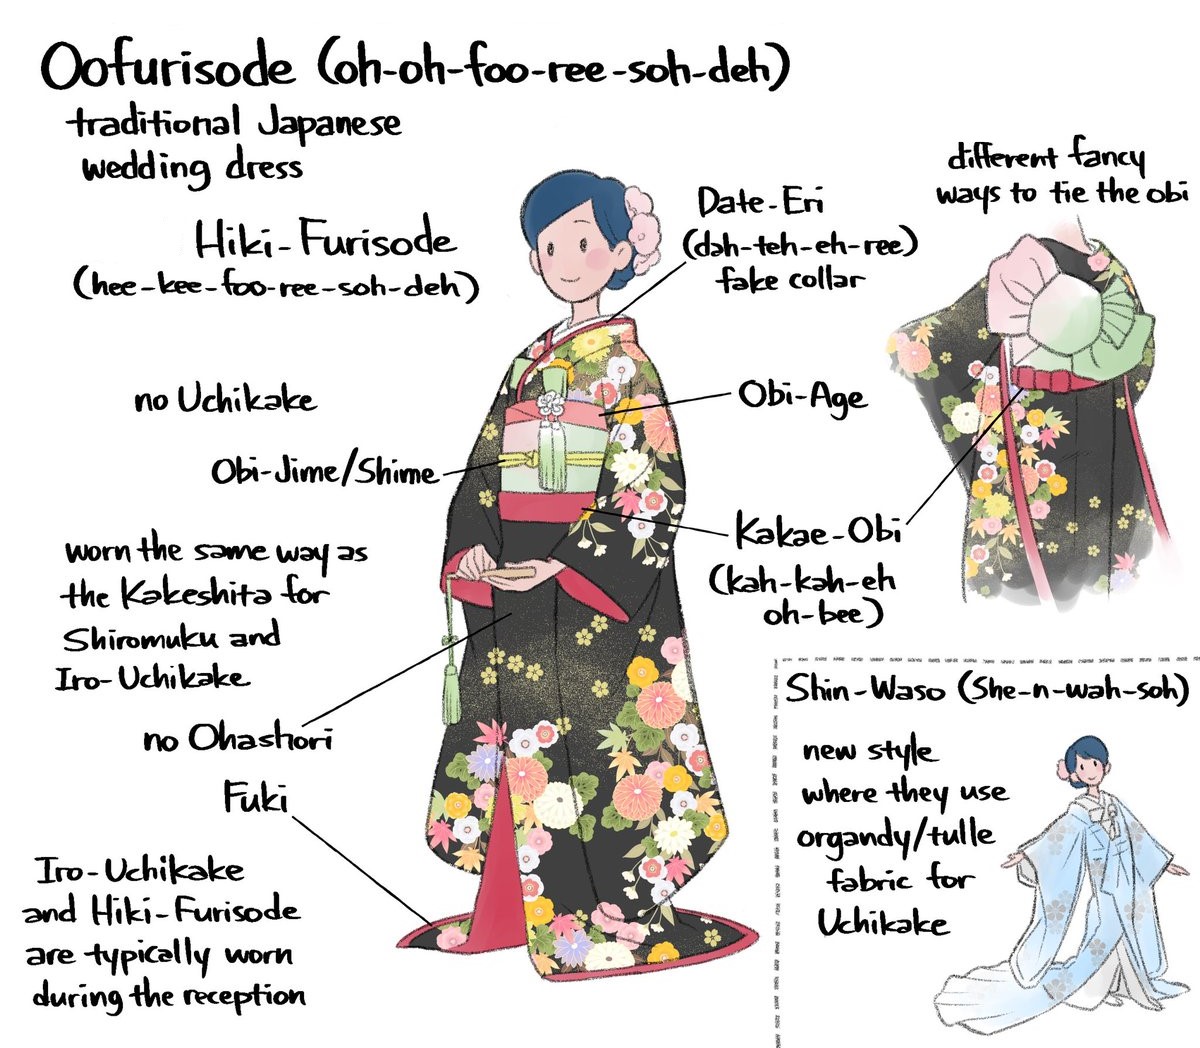 Oofurisode (oh-oh-foo-ree-soh-deh)
traditional Japanese
wedding dress
Hiki-Furisode
(hee-kee-foo-ree-soh-deh)
no Uchikake
Obi-Jime/Shime
worn the same way as
the Kakeshita for
Shiromuku and
Iro-Uchikake
no Ohashori
Fuki
Iro-Uchikake
and Hiki-Furisode
are typically worn
during the reception
Date-Eri
(dah-teh-eh-ree)
fake collar
Obi-Age
Kakae-Obi
(kah-kah-eh
oh-bee)
different fancy
ways to tie the obi
Shin-Waso (She-n-wah-soh)
new style
where they use
organdy/tulle
fabric for
Uchikake